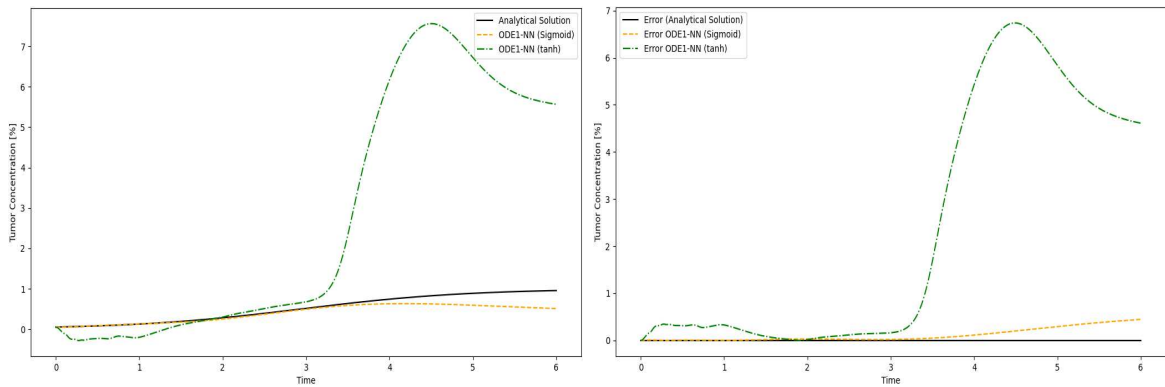 Analytical Solution
ODE1-NN (Sigmoid)
ODE1-NN (tanh)
7
6
5
4
3
2
1
0
Tumor Concentration [%]
0 1 2 3 4 5 6
Time
Error (Analytical Solution)
Error ODE1-NN (Sigmoid)
Error ODE1-NN (tanh)
7
6
5
4
3
2
1
0
Tumor Concentration [%]
0 1 2 3 4 5 6
Time